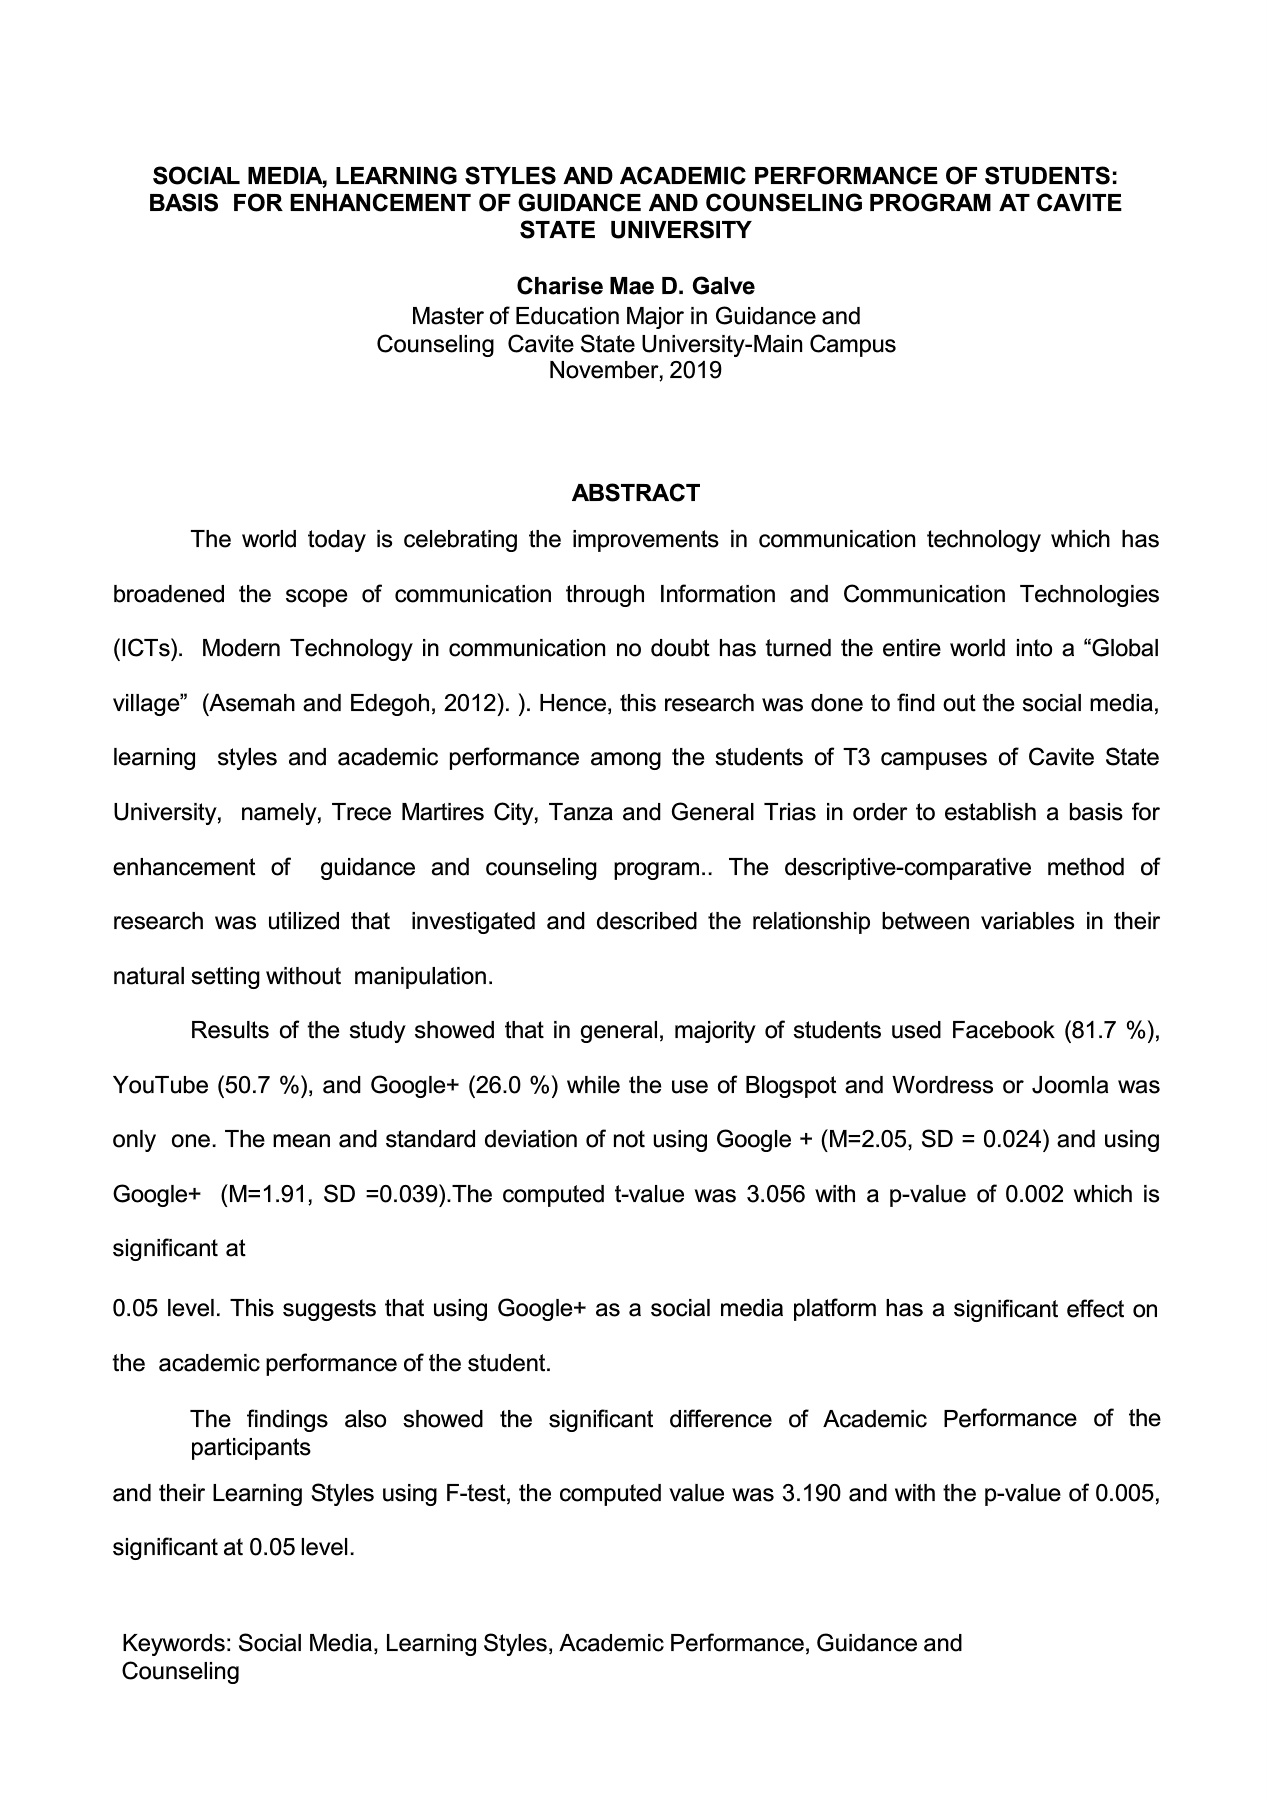 SOCIAL MEDIA, LEARNING STYLES AND ACADEMIC PERFORMANCE OF STUDENTS:
BASIS FOR ENHANCEMENT OF GUIDANCE AND COUNSELING PROGRAM AT CAVITE
STATE UNIVERSITY
Charise Mae D. Galve
Master of Education Major in Guidance and
Counseling Cavite State University-Main Campus
November, 2019
ABSTRACT
The world today is celebrating the improvements in communication technology which has
broadened the scope of communication through Information and Communication Technologies
(ICTs). Modern Technology in communication no doubt has turned the entire world into a “Global
village” (Asemah and Edegoh, 2012). ). Hence, this research was done to find out the social media,
learning styles and academic performance among the students of T3 campuses of Cavite State
University, namely, Trece Martires City, Tanza and General Trias in order to establish a basis for
enhancement of guidance and counseling program.. The descriptive-comparative method of
research was utilized that investigated and described the relationship between variables in their
natural setting without manipulation.
Results of the study showed that in general, majority of students used Facebook (81.7 %),
YouTube (50.7 %), and Google+ (26.0 %) while the use of Blogspot and Wordress or Joomla was
only one. The mean and standard deviation of not using Google + (M=2.05, SD = 0.024) and using
Google+ (M=1.91, SD =0.039).The computed t-value was 3.056 with a p-value of 0.002 which is
significant at
0.05 level. This suggests that using Google+ as a social media platform has a significant effect on
the academic performance of the student.
The findings also showed the significant difference of Academic Performance of the
participants
and their Learning Styles using F-test, the computed value was 3.190 and with the p-value of 0.005,
significant at 0.05 level.
Keywords: Social Media, Learning Styles, Academic Performance, Guidance and
Counseling